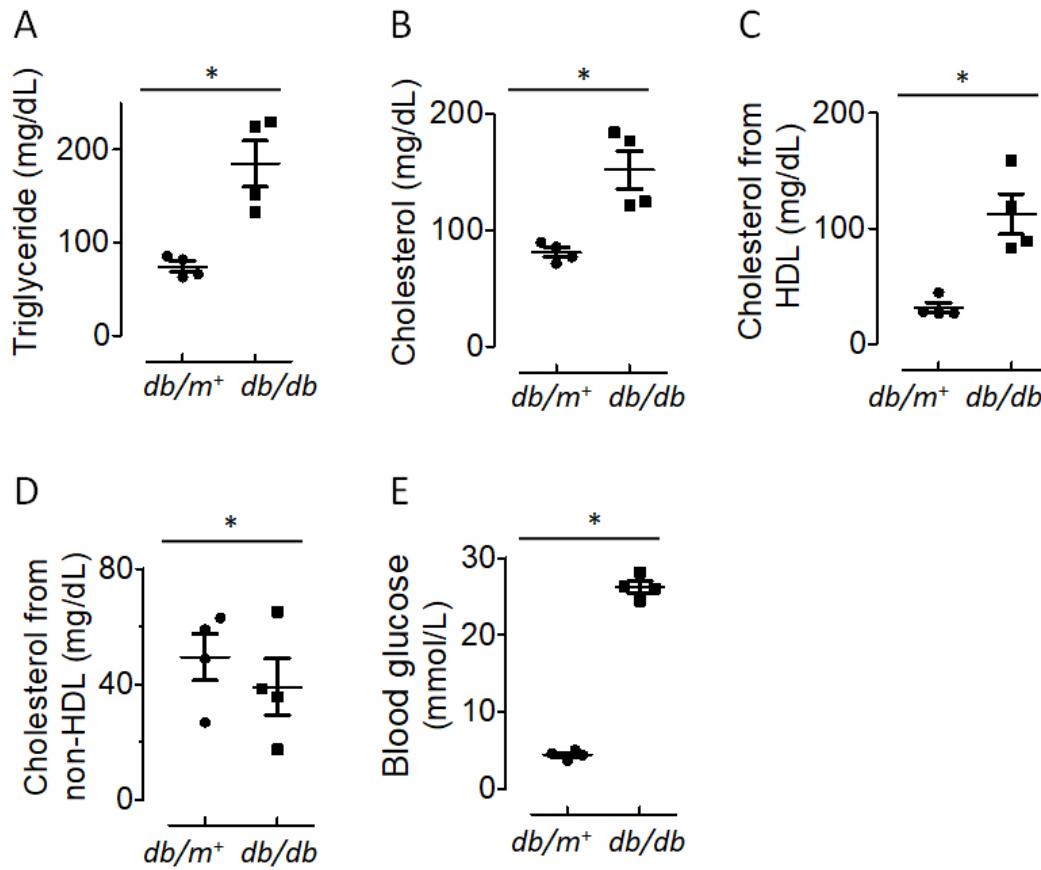 A
Triglyceride (mg/dL)
*
200
100
0
db/m⁺ db/db
B
Cholesterol (mg/dL)
*
200
100
0
db/m⁺ db/db
C
Cholesterol from
HDL (mg/dL)
*
200
100
0
db/m⁺ db/db
D
Cholesterol from
non-HDL (mg/dL)
*
80
40
0
db/m⁺ db/db
E
Blood glucose
(mmol/L)
*
30
20
10
0
db/m⁺ db/db